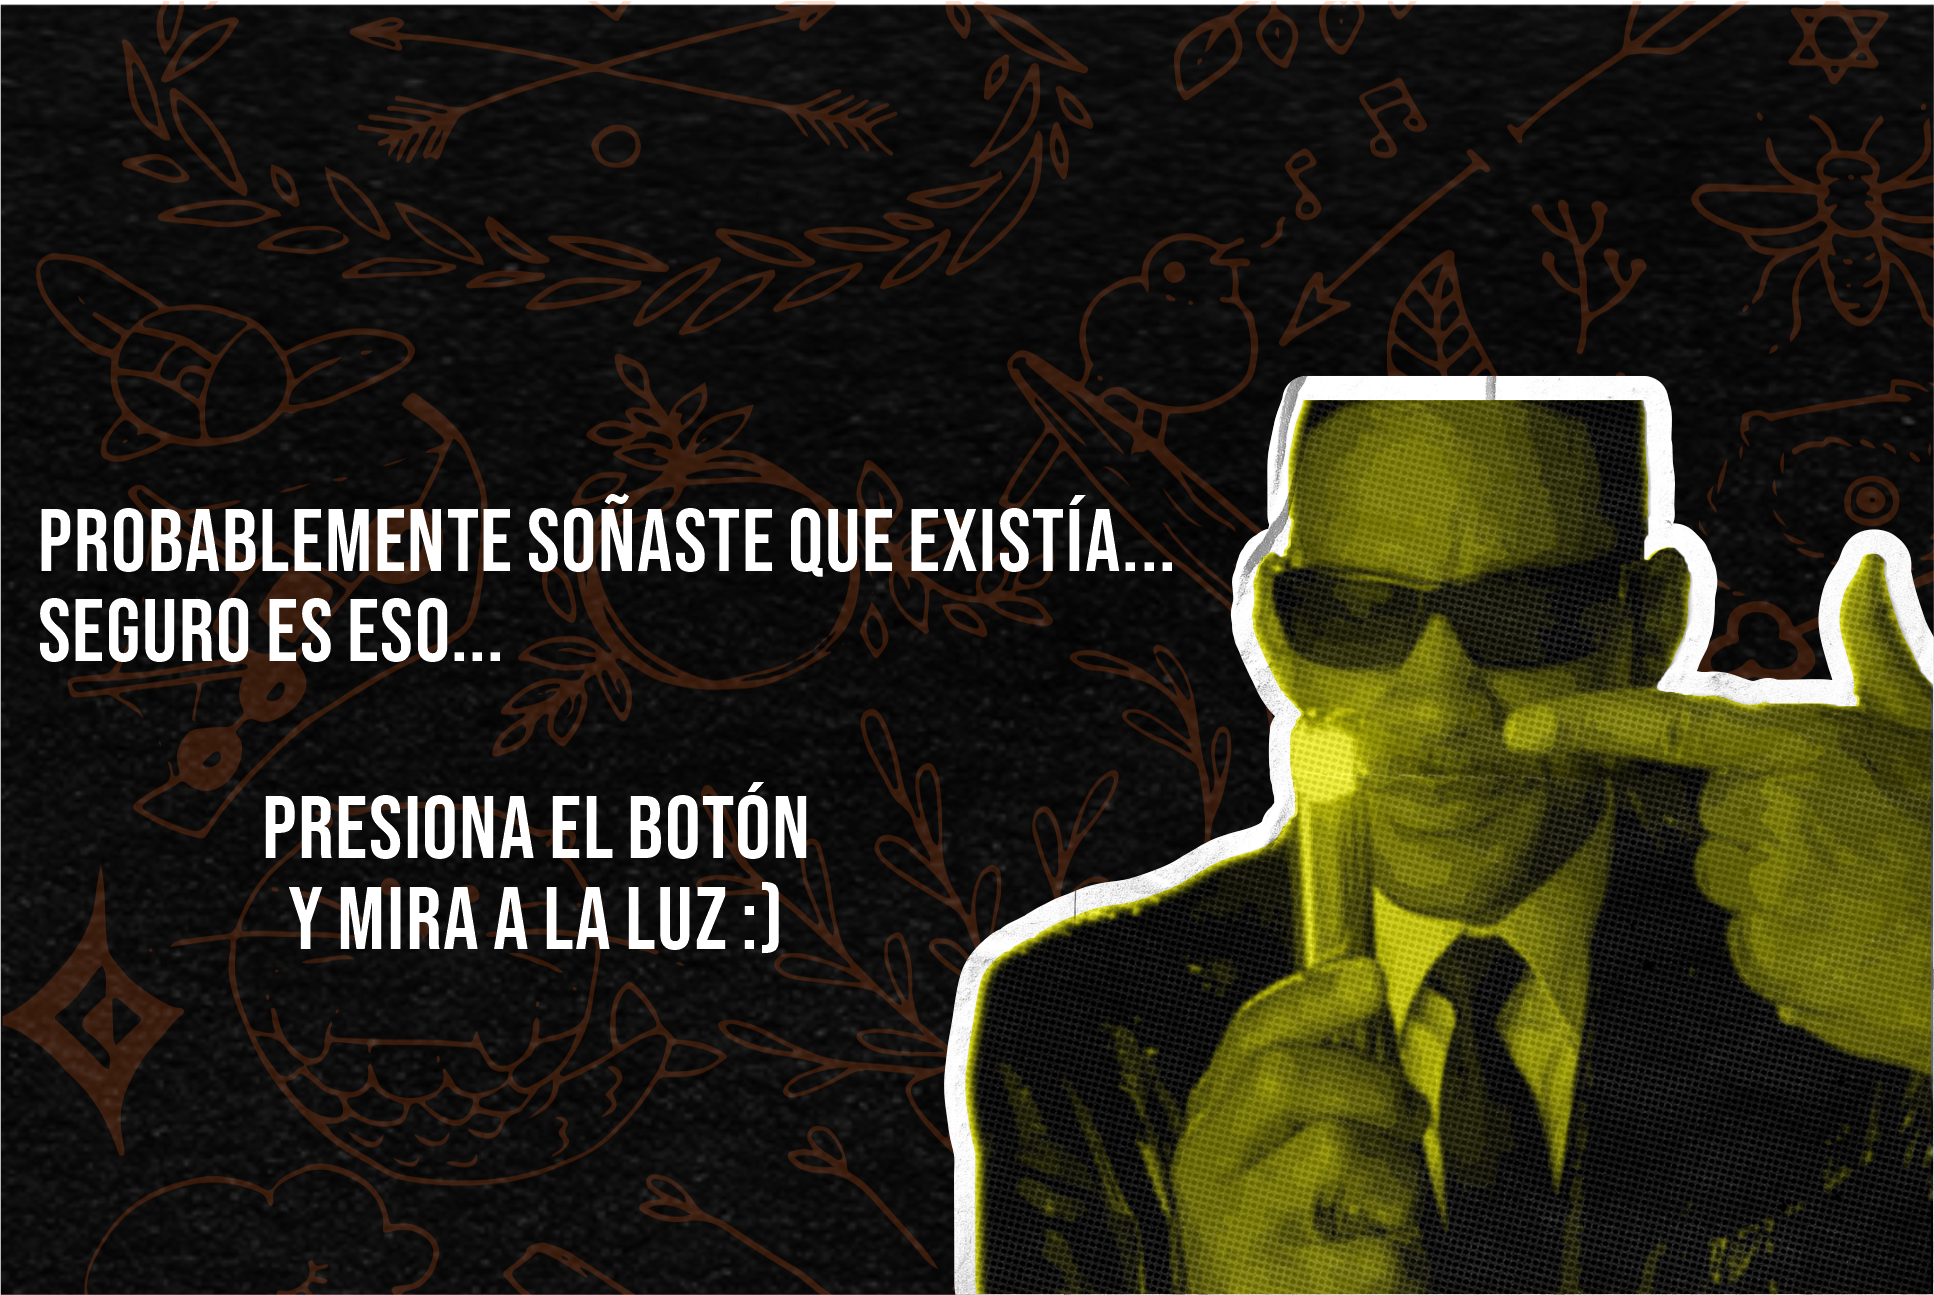 PROBABLEMENTE SOÑASTE QUE EXISTÍA...
SEGURO ES ESO...
PRESIONA EL BOTÓN
Y MIRA A LA LUZ :)